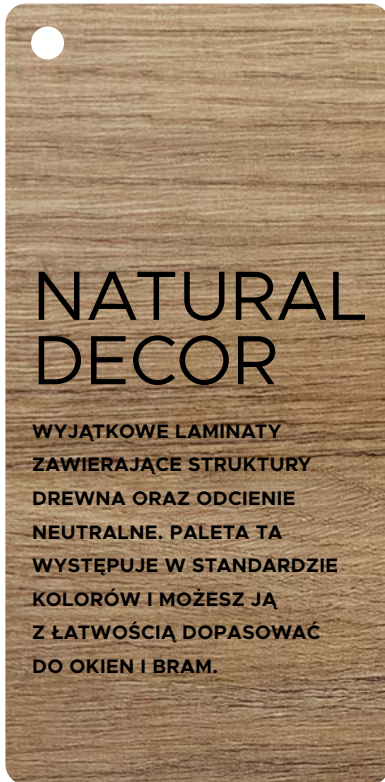 NATURAL
DECOR
WYJĄTKOWE LAMINATY
ZAWIERAJĄCE STRUKTURY
DREWNA ORAZ ODCIENIE
NEUTRALNE. PALETA TA
WYSTĘPUJE W STANDARDZIE
KOLORÓW I MOŻESZ JĄ
Z ŁATWOŚCIĄ DOPASOWAĆ
DO OKIEN I BRAM.